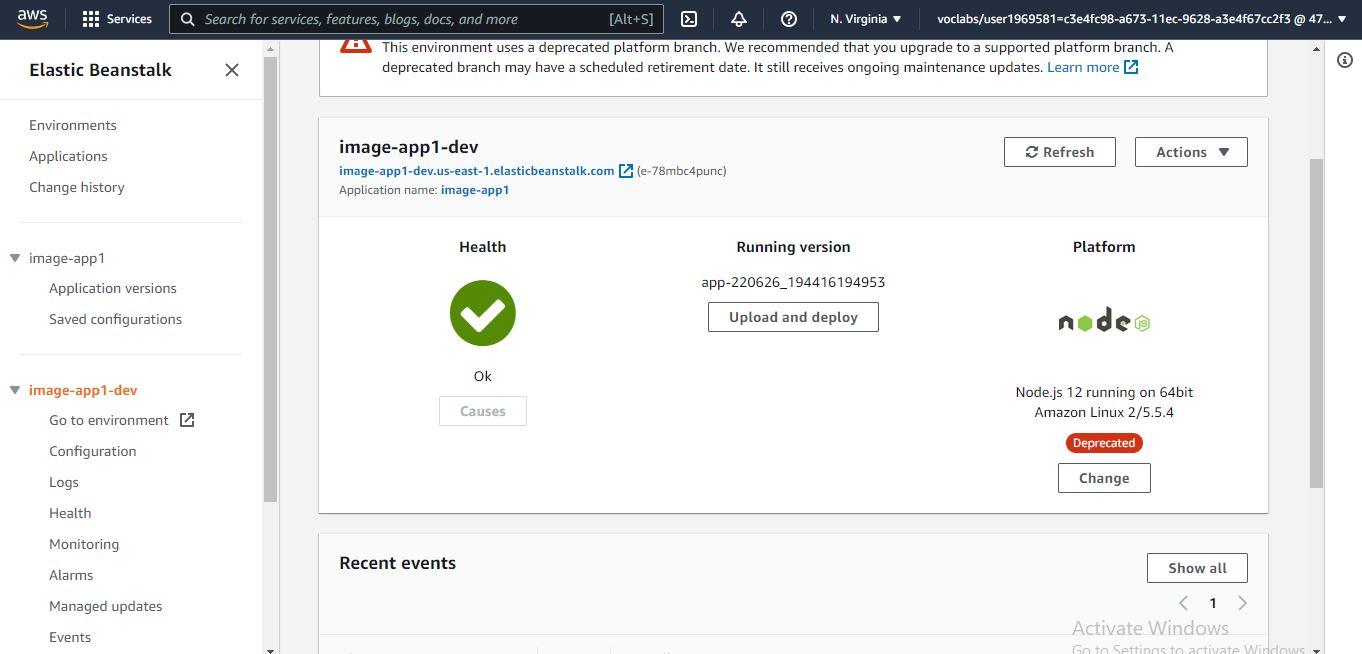 aws
Services
Search for services, features, blogs, docs, and more
[Alt+S]
N. Virginia
voclabs/user1969581=c3e4fc98-a673-11ec-9628-a3e4f67cc2f3 @ 47...
Elastic Beanstalk
Environments
Applications
Change history
image-app1
Application versions
Saved configurations
image-app1-dev
Go to environment
Configuration
Logs
Health
Monitoring
Alarms
Managed updates
Events
This environment uses a deprecated platform branch. We recommended that you upgrade to a supported platform branch. A
deprecated branch may have a scheduled retirement date. It still receives ongoing maintenance updates. Learn more
image-app1-dev
image-app1-dev.us-east-1.elasticbeanstalk.com (e-78mbc4punc)
Application name: image-app1
Refresh
Actions
Health
Ok
Causes
Running version
app-220626_194416194953
Upload and deploy
Platform
node
JS
Node.js 12 running on 64bit
Amazon Linux 2/5.5.4
Deprecated
Change
Recent events
Show all
1
Activate Windows
Go to Settings to activate Windows.